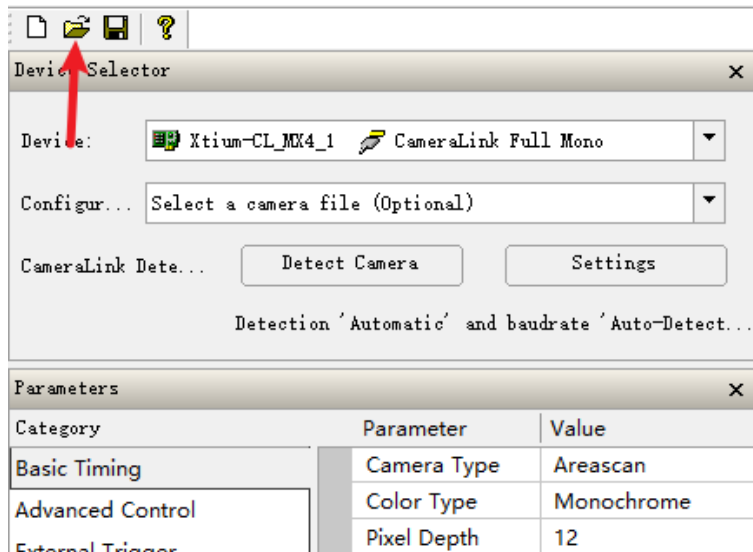 Device Selector
Device: Xtium-CL_MX4_1 CameraLink Full Mono
Configur... Select a camera file (Optional)
CameraLink Dete... Detect Camera Settings
Detection 'Automatic' and baudrate 'Auto-Detect...
Parameters
Category Parameter Value
Basic Timing Camera Type Areascan
Advanced Control Color Type Monochrome
External Trigger Pixel Depth 12